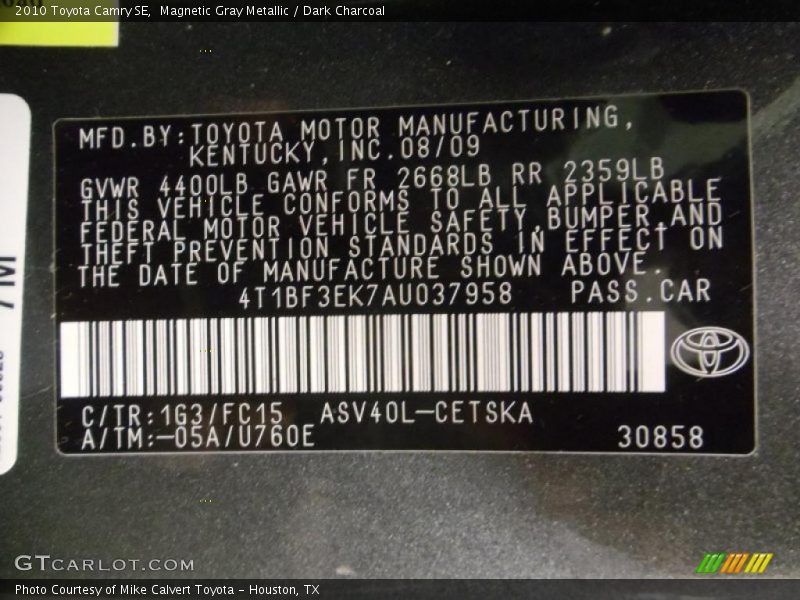 2010 Toyota Camry SE, Magnetic Gray Metallic / Dark Charcoal
MFD.BY:TOYOTA MOTOR MANUFACTURING,
KENTUCKY,INC.08/09
GVWR 4400LB GAWR FR 2668LB RR 2359LB
THIS VEHICLE CONFORMS TO ALL APPLICABLE
FEDERAL MOTOR VEHICLE SAFETY,BUMPER,AND
THEFT PREVENTION STANDARDS IN EFFECT ON
THE DATE OF MANUFACTURE SHOWN ABOVE.
4T1BF3EK7AU037958 PASS.CAR
C/TR:1G3/FC15 ASV40L-CETSKA
A/TM:-05A/U760E 30858
GTCARLOT.COM
Photo Courtesy of Mike Calvert Toyota - Houston, TX